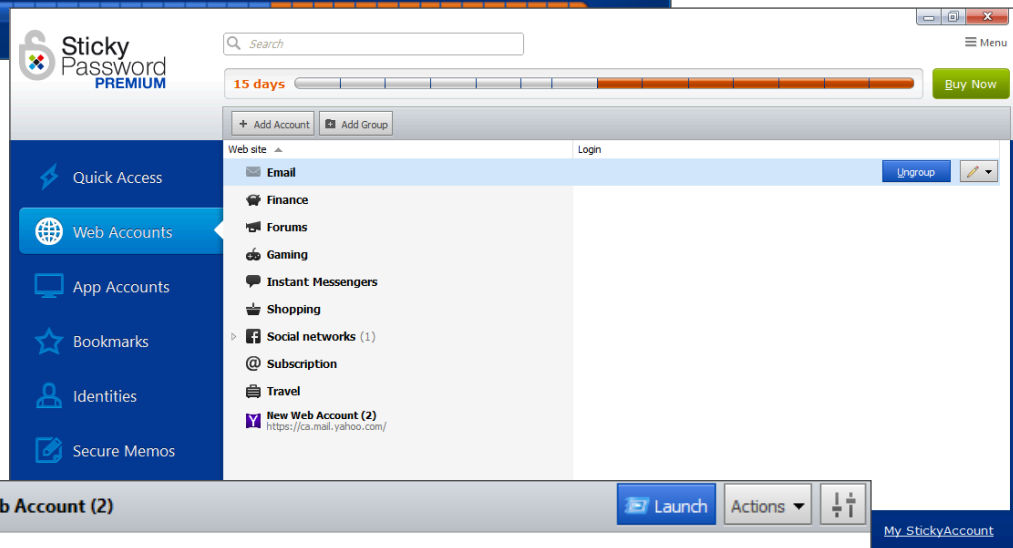 Sticky
Password
PREMIUM
Search
Menu
15 days
Buy Now
Add Account
Add Group
Web site
Login
Quick Access
Web Accounts
App Accounts
Bookmarks
Identities
Secure Memos
Email
Ungroup
Finance
Forums
Gaming
Instant Messengers
Shopping
Social networks (1)
Subscription
Travel
New Web Account (2)
https://ca.mail.yahoo.com/
b Account (2)
Launch
Actions
My StickyAccount